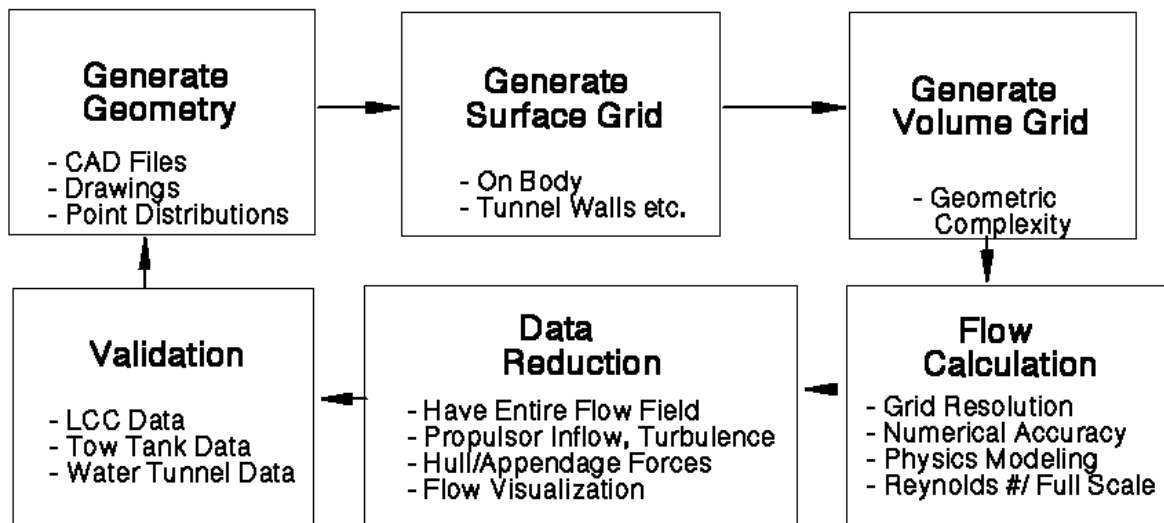 Generate
Geometry
- CAD Files
- Drawings
- Point Distributions
Generate
Surface Grid
- On Body
- Tunnel Walls etc.
Generate
Volume Grid
- Geometric
Complexity
Flow
Calculation
- Grid Resolution
- Numerical Accuracy
- Physics Modeling
- Reynolds #/ Full Scale
Data
Reduction
- Have Entire Flow Field
- Propulsor Inflow, Turbulence
- Hull/Appendage Forces
- Flow Visualization
Validation
- LCC Data
- Tow Tank Data
- Water Tunnel Data